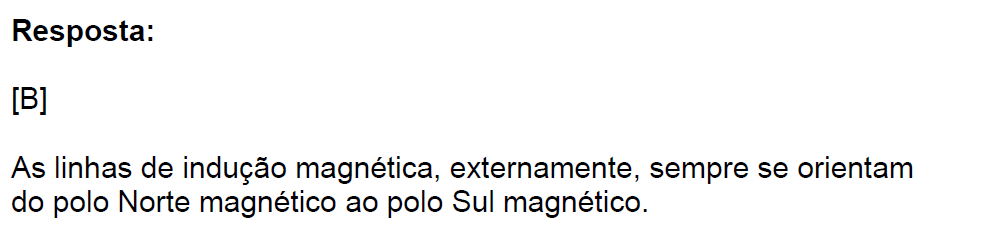 Resposta:
[B]
As linhas de indução magnética, externamente, sempre se orientam
do polo Norte magnético ao polo Sul magnético.